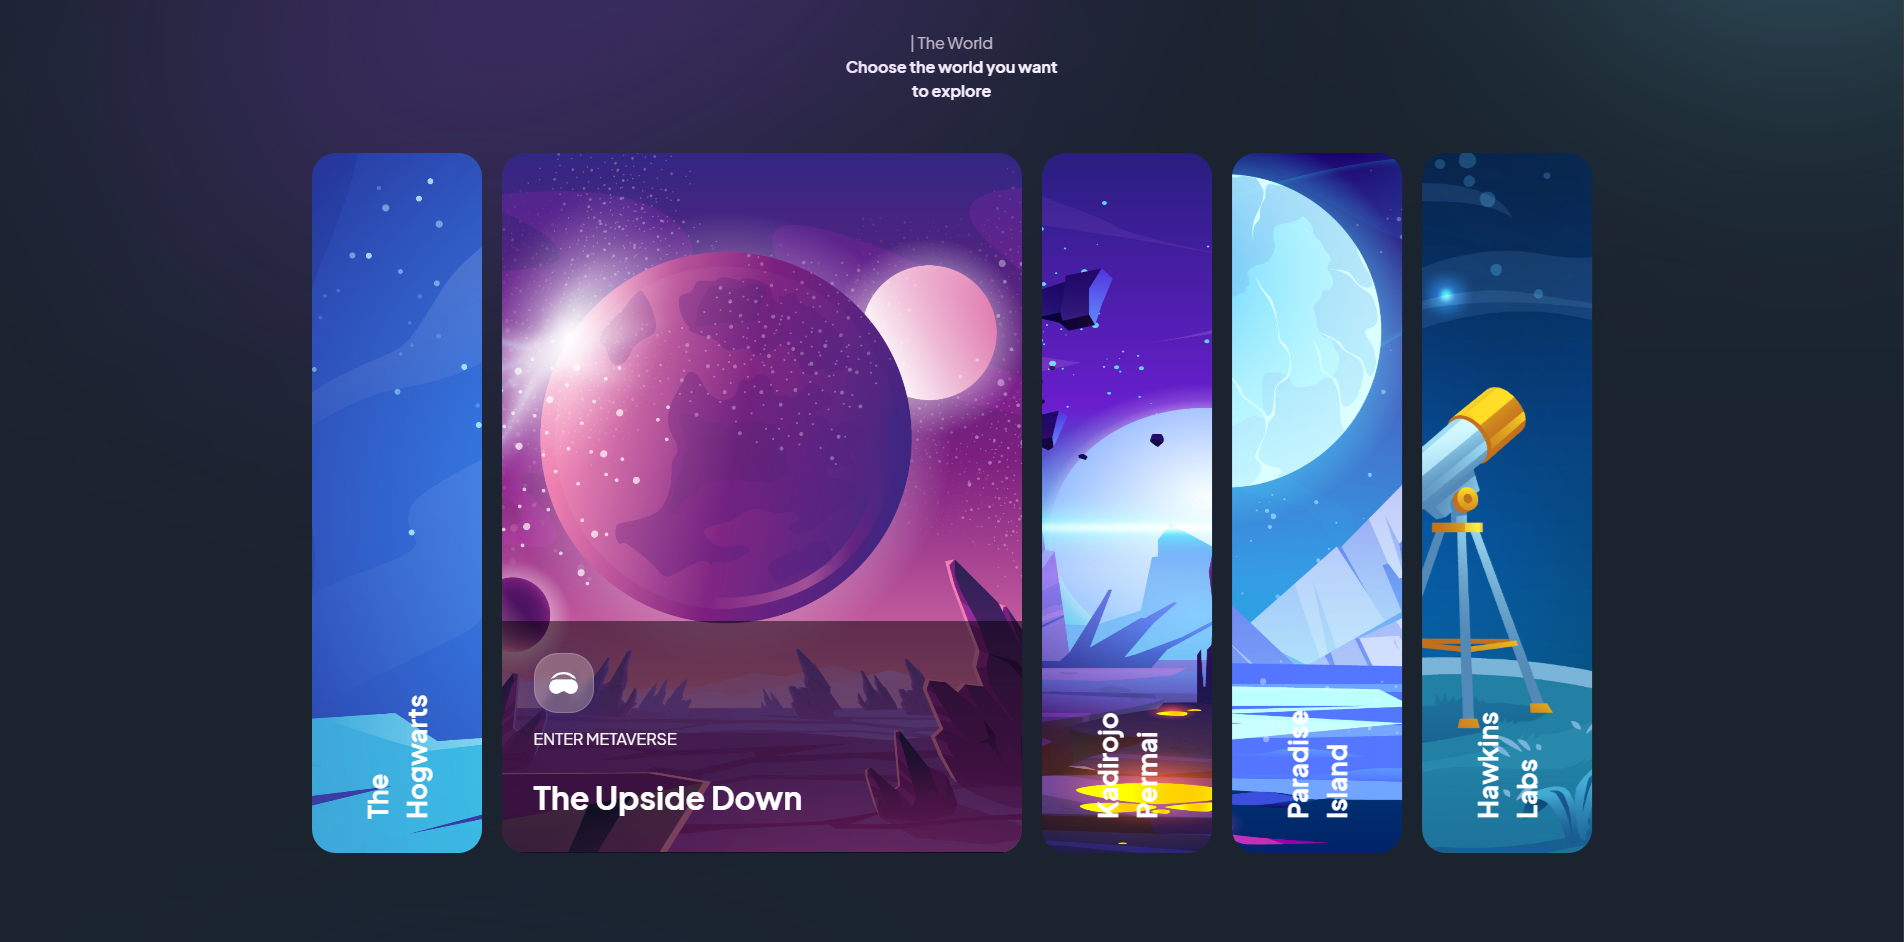 | The World
Choose the world you want
to explore
The
Hogwarts
ENTER METAVERSE
The Upside Down
Kadirojo
Permai
Paradise
Island
Hawkins
Labs